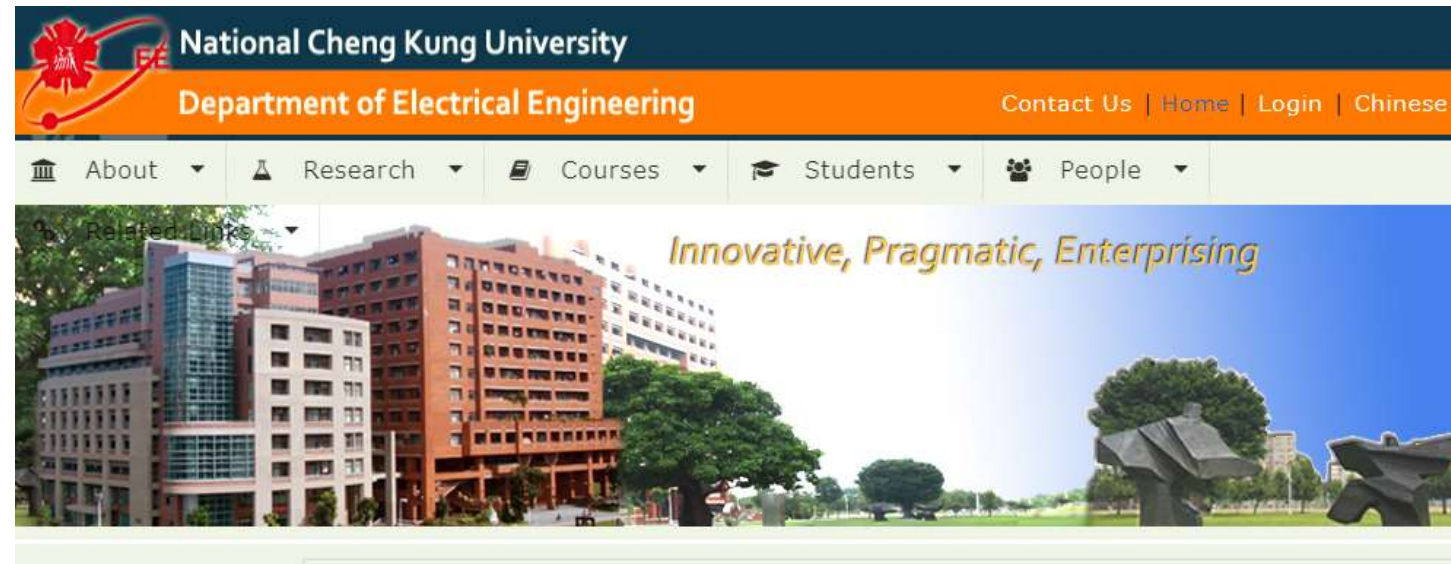 National Cheng Kung University
EE
Department of Electrical Engineering
Contact Us | Home | Login | Chinese
About Research Courses Students People
Related Links
Innovative, Pragmatic, Enterprising